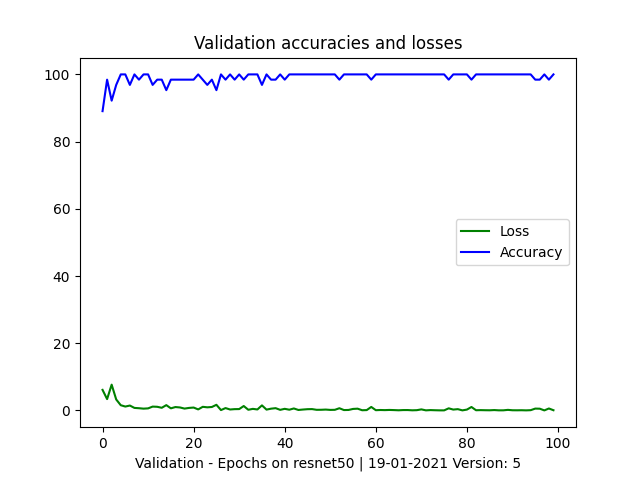 Validation accuracies and losses
100
80
60
40
20
0
Loss
Accuracy
0 20 40 60 80 100
Validation - Epochs on resnet50 | 19-01-2021 Version: 5